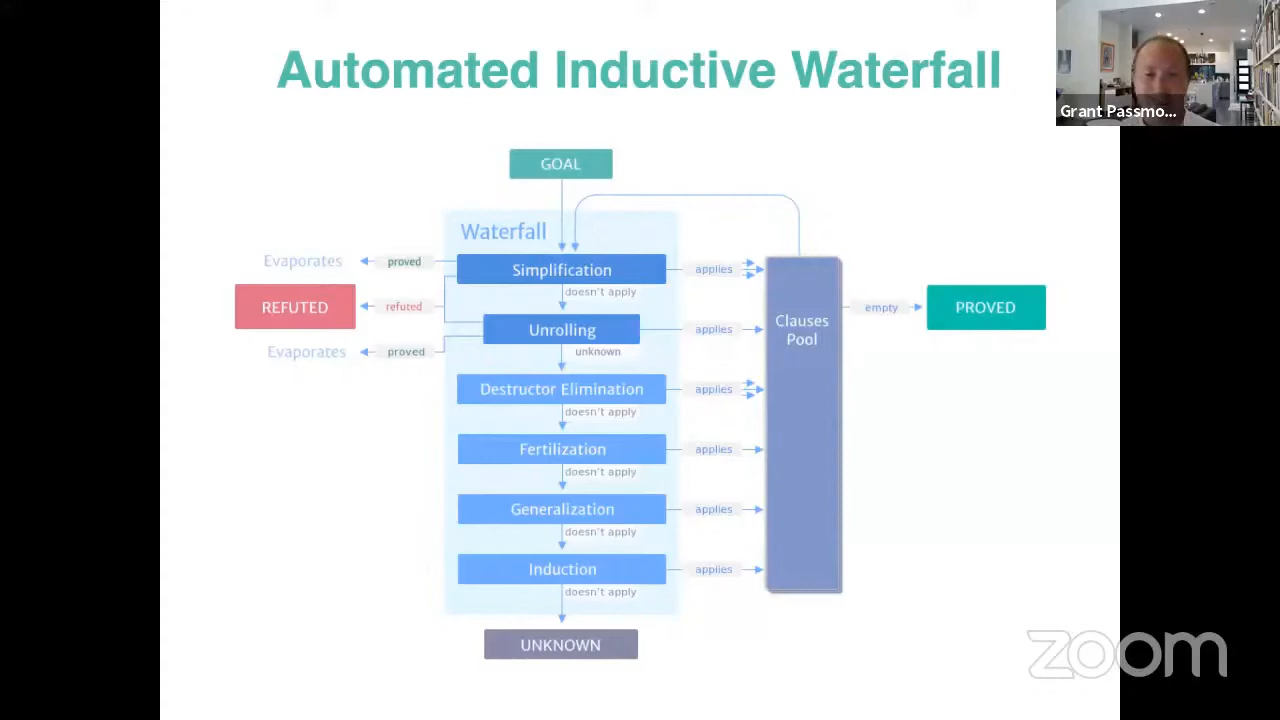 Automated Inductive Waterfall
Grant Passmo...
GOAL
Waterfall
Evaporates
proved
Simplification
applies
doesn't apply
REFUTED
refuted
Clauses
Pool
empty
PROVED
Unrolling
applies
Evaporates
proved
unknown
Destructor Elimination
applies
doesn't apply
Fertilization
applies
doesn't apply
Generalization
applies
doesn't apply
Induction
applies
doesn't apply
UNKNOWN
zoom